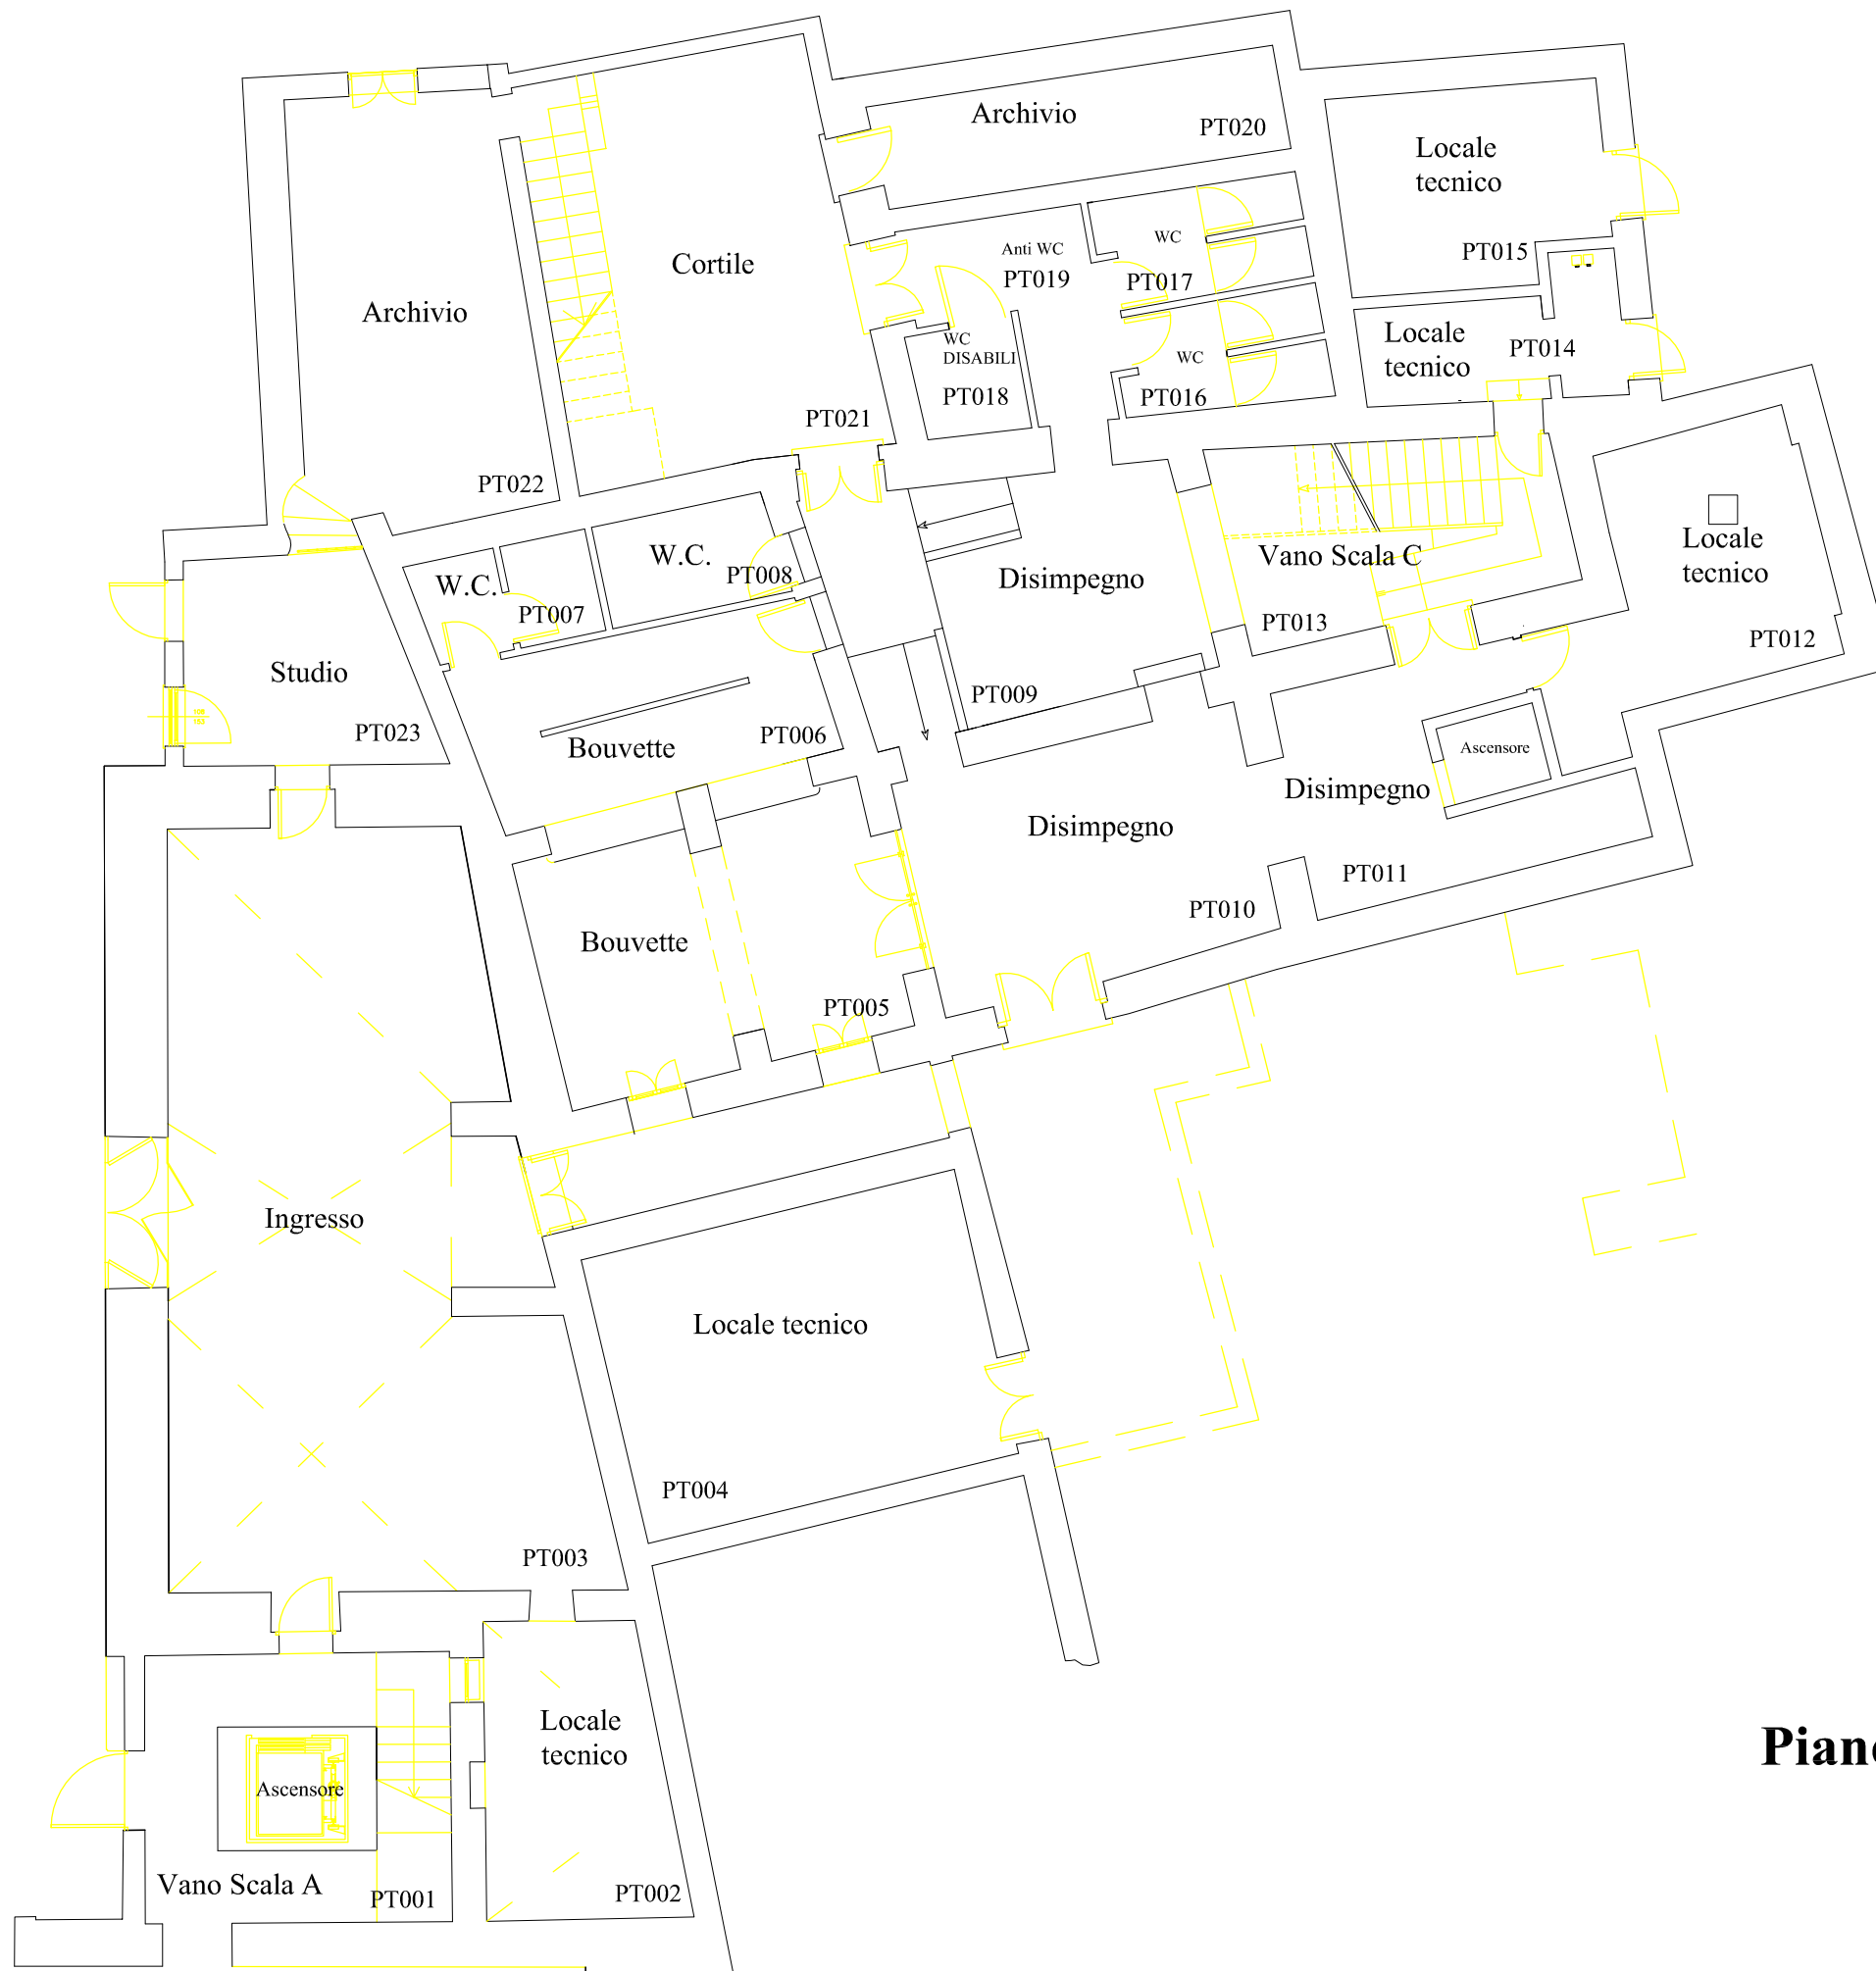 Archivio
PT020
Locale
tecnico
PT015
Cortile
Anti WC
PT019
WC
PT017
Archivio
PT022
PT021
WC
DISABILI
PT018
WC
PT016
Locale
tecnico
PT014
W.C.
PT007
W.C.
PT008
Disimpegno
PT009
Vano Scala C
PT013
Locale
tecnico
PT012
Studio
PT023
Bouvette
PT006
Ascensore
Disimpegno
PT011
Disimpegno
PT010
Bouvette
PT005
Ingresso
PT003
Locale tecnico
PT004
Locale
tecnico
PT002
Ascensore
Vano Scala A
PT001